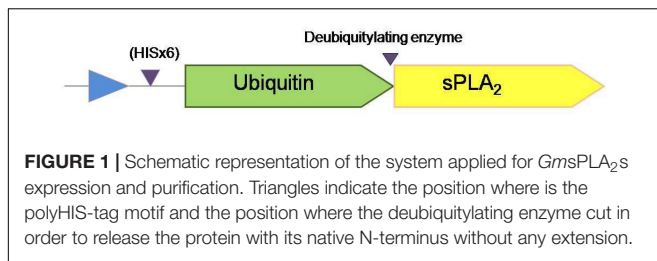 Deubiquitylating enzyme
(HISx6)
Ubiquitin
sPLA₂
FIGURE 1 | Schematic representation of the system applied for GmsPLA₂s
expression and purification. Triangles indicate the position where is the
polyHIS-tag motif and the position where the deubiquitylating enzyme cut in
order to release the protein with its native N-terminus without any extension.